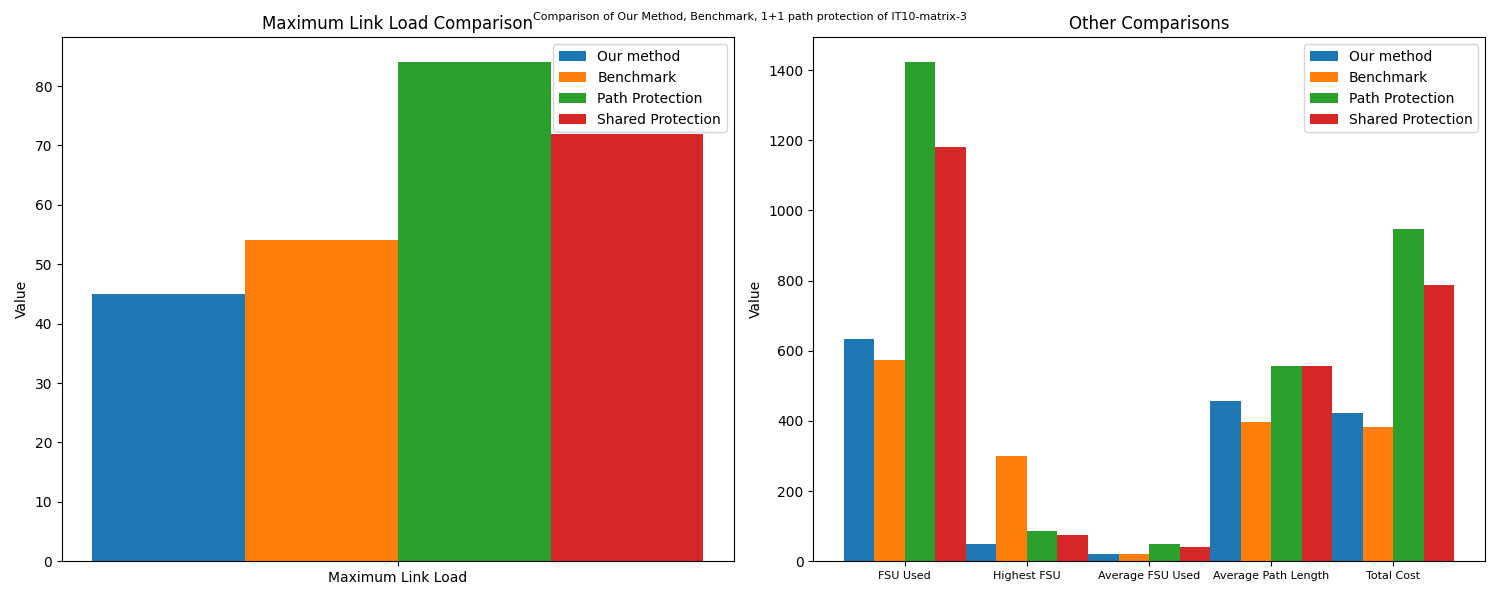 Comparison of Our Method, Benchmark, 1+1 path protection of IT10-matrix-3
Maximum Link Load Comparison
Our method
Benchmark
Path Protection
Shared Protection
Value
80
70
60
50
40
30
20
10
0
Maximum Link Load
Other Comparisons
Our method
Benchmark
Path Protection
Shared Protection
Value
1400
1200
1000
800
600
400
200
0
FSU Used
Highest FSU
Average FSU Used
Average Path Length
Total Cost